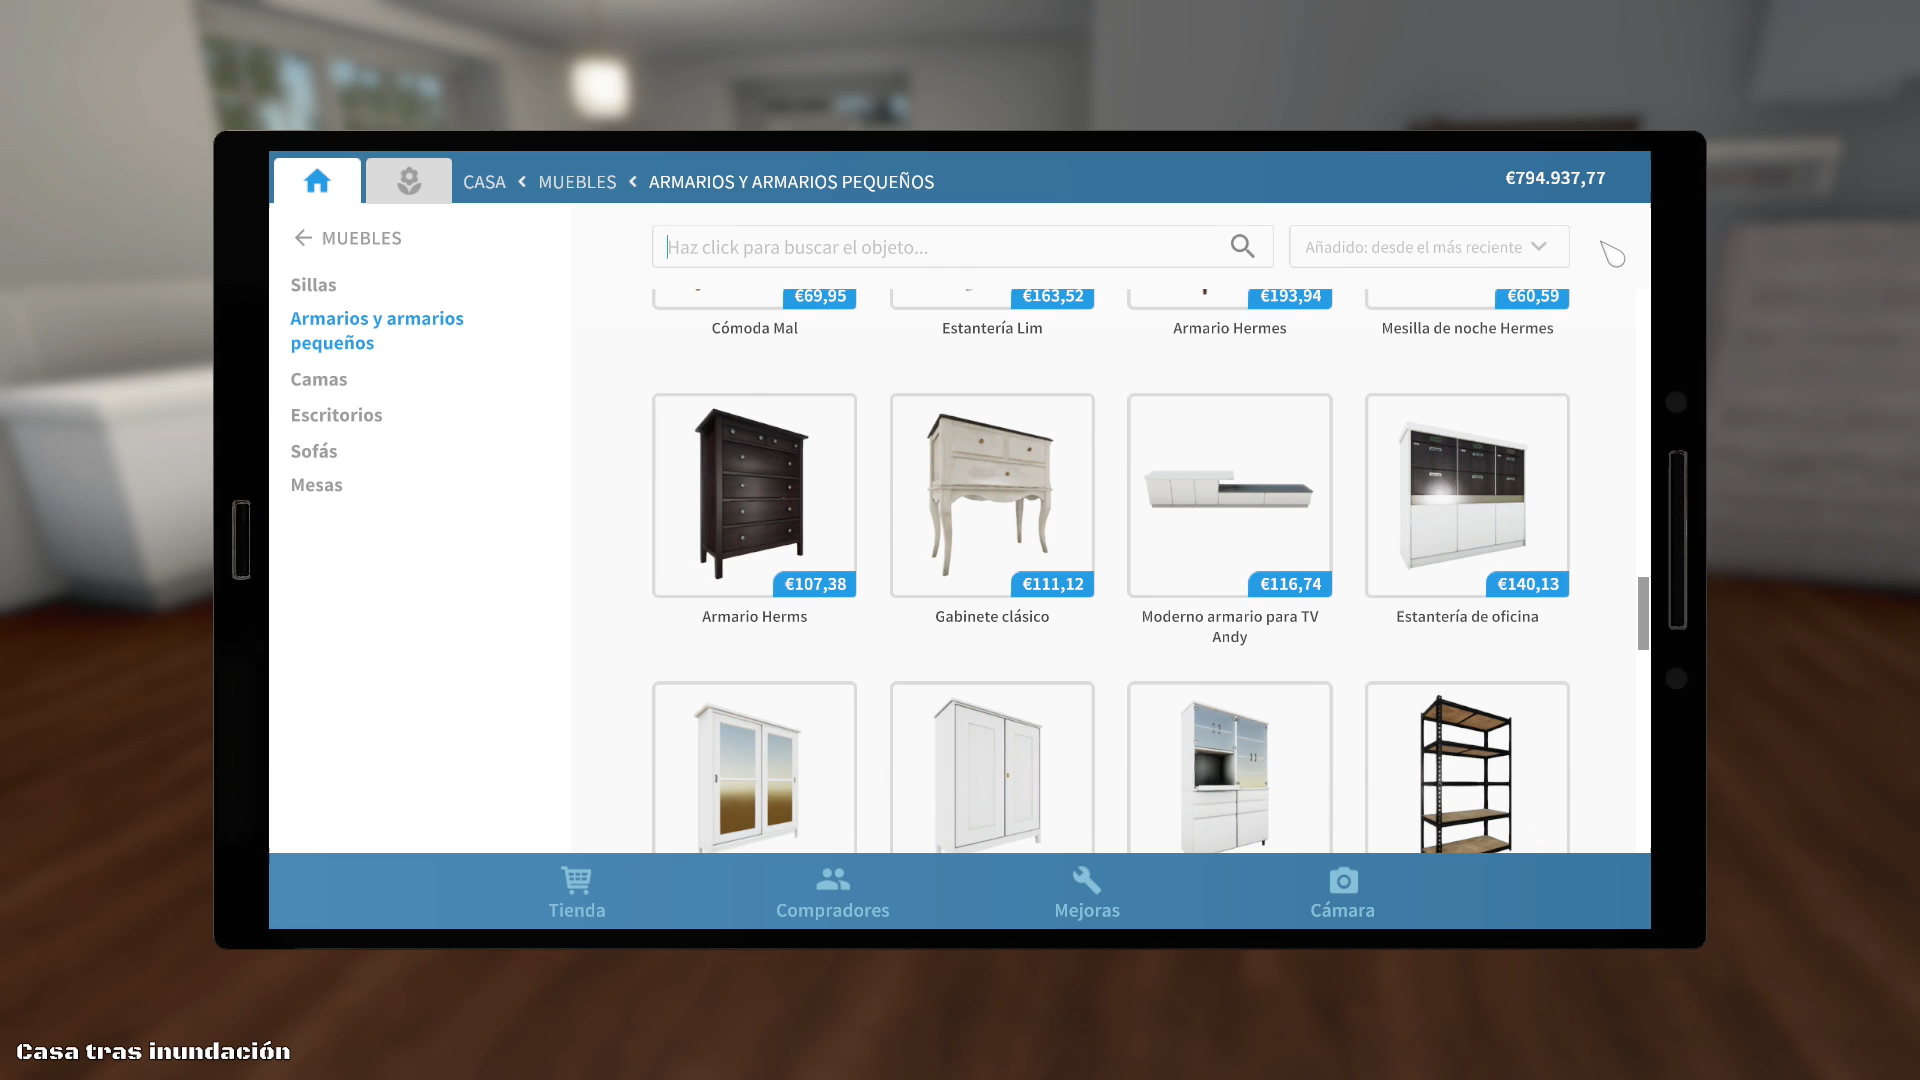 CASA < MUEBLES < ARMARIOS Y ARMARIOS PEQUEÑOS
€794.937,77
MUEBLES
Sillas
Armarios y armarios
pequeños
Camas
Escritorios
Sofás
Mesas
Haz click para buscar el objeto...
Añadido: desde el más reciente
€69,95
€163,52
€193,94
€60,59
Cómoda Mal
Estantería Lim
Armario Hermes
Mesilla de noche Hermes
€107,38
€111,12
€116,74
€140,13
Armario Herms
Gabinete clásico
Moderno armario para TV
Andy
Estantería de oficina
Tienda
Compradores
Mejoras
Cámara
Casa tras inundación